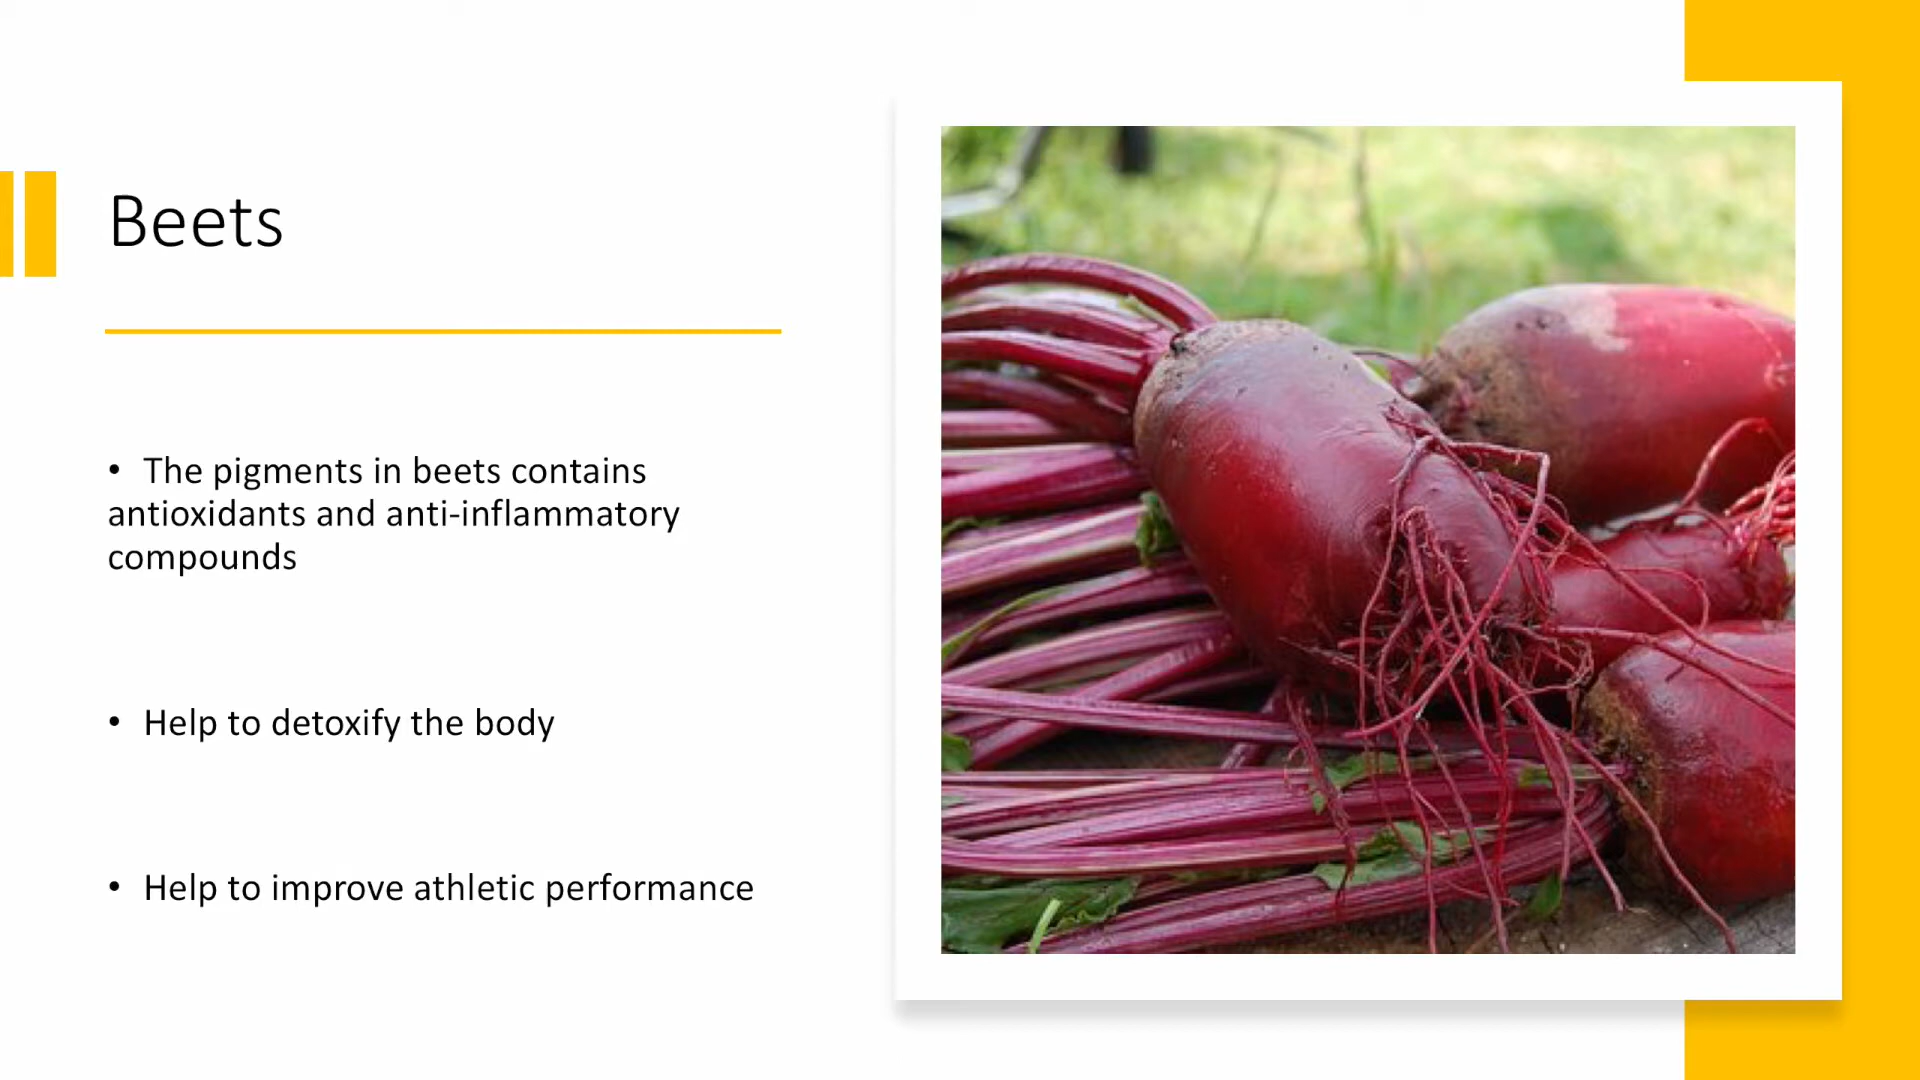 Beets
• The pigments in beets contains
antioxidants and anti-inflammatory
compounds
• Help to detoxify the body
• Help to improve athletic performance